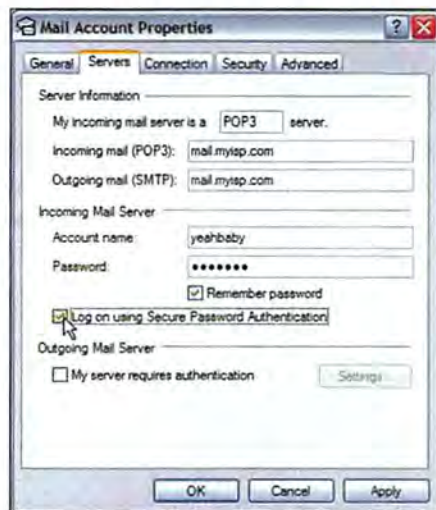 Mail Account Properties
General Servers Connection Security Advanced
Server Information
My incoming mail server is a POP3 server.
Incoming mail (POP3): mail.myisp.com
Outgoing mail (SMTP): mail.myisp.com
Incoming Mail Server
Account name: yeahbaby
Password: •••••••
Remember password
Log on using Secure Password Authentication
Outgoing Mail Server
My server requires authentication Settings...
OK Cancel Apply